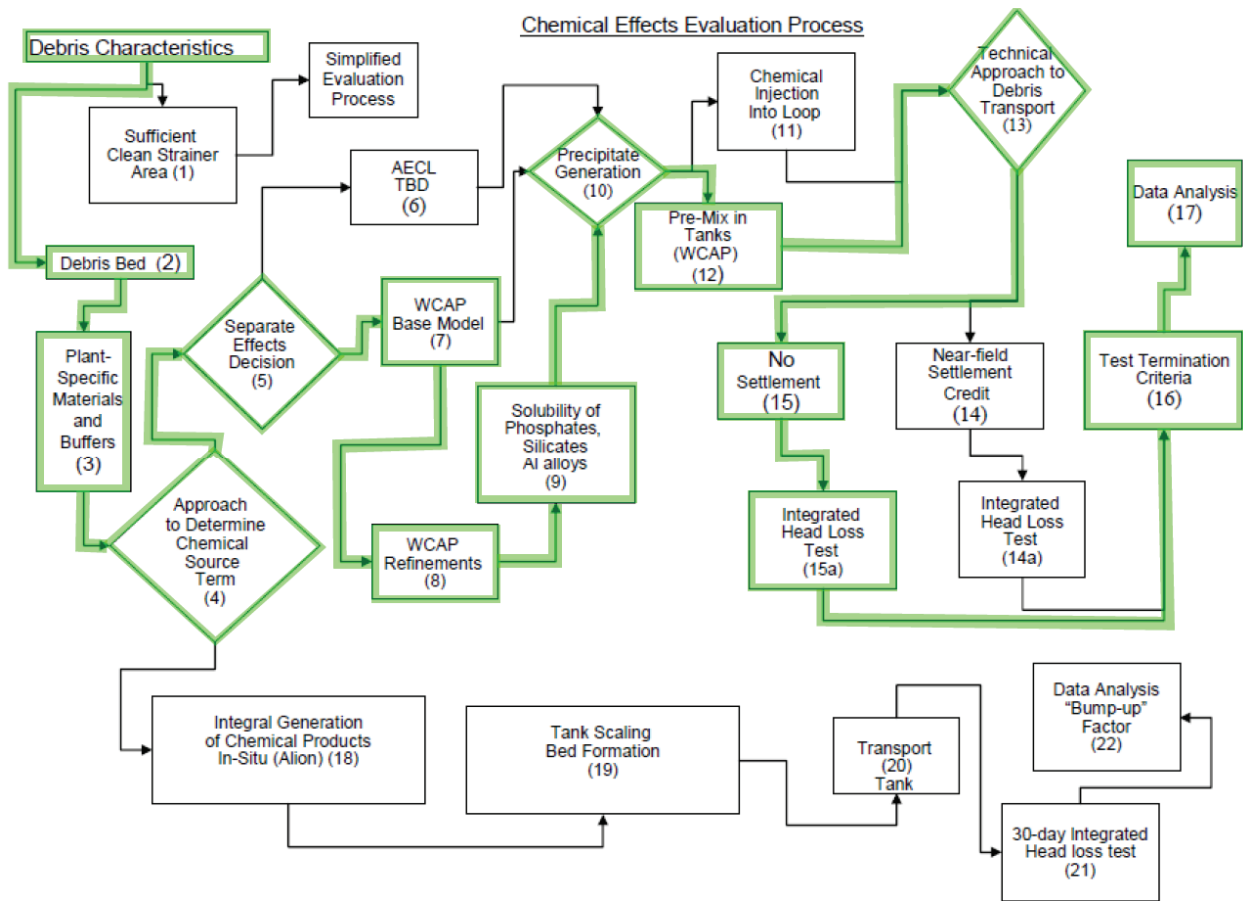 Chemical Effects Evaluation Process
Debris Characteristics
Simplified
Evaluation
Process
Sufficient
Clean Strainer
Area (1)
Debris Bed (2)
Plant-
Specific
Materials
and
Buffers
(3)
Approach
to Determine
Chemical
Source
Term
(4)
Separate
Effects
Decision
(5)
AECL
TBD
(6)
WCAP
Base Model
(7)
WCAP
Refinements
(8)
Solubility of
Phosphates,
Silicates
Al alloys
(9)
Precipitate
Generation
(10)
Chemical
Injection
Into Loop
(11)
Pre-Mix in
Tanks
(WCAP)
(12)
Technical
Approach to
Debris
Transport
(13)
Near-field
Settlement
Credit
(14)
Integrated
Head Loss
Test
(14a)
No
Settlement
(15)
Integrated
Head Loss
Test
(15a)
Test Termination
Criteria
(16)
Data Analysis
(17)
Integral Generation
of Chemical Products
In-Situ (Alion) (18)
Tank Scaling
Bed Formation
(19)
Transport
(20)
Tank
30-day Integrated
Head loss test
(21)
Data Analysis
“Bump-up”
Factor
(22)